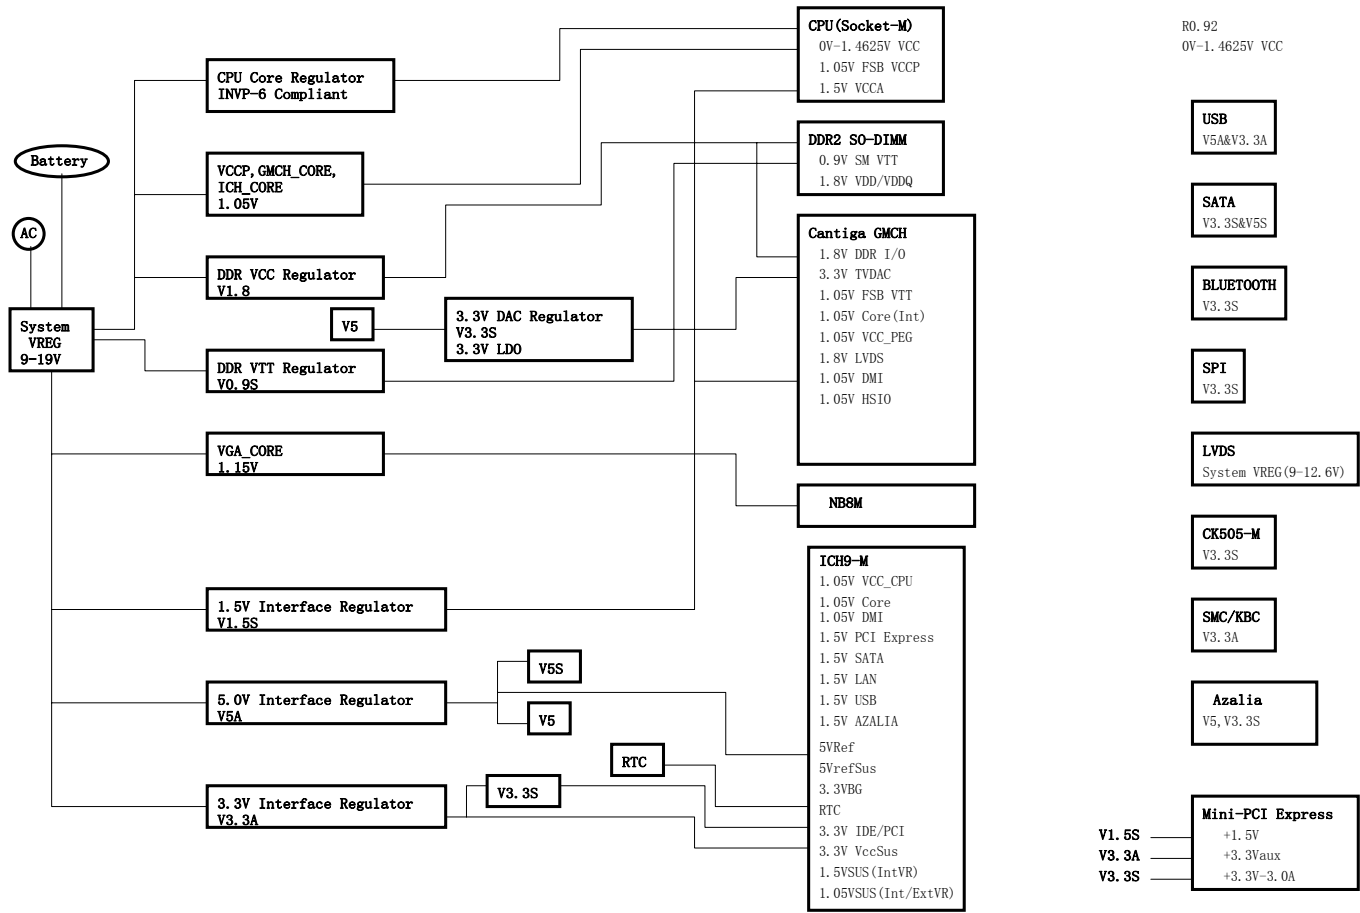 CPU(Socket-M)
0V-1.4625V VCC
1.05V FSB VCCP
1.5V VCCA
R0.92
0V-1.4625V VCC
CPU Core Regulator
INVP-6 Compliant
USB
V5A&V3.3A
DDR2 SO-DIMM
0.9V SM VTT
1.8V VDD/VDDQ
Battery
VCCP,GMCH_CORE,
ICH_CORE
1.05V
SATA
V3.3S&V5S
AC
Cantiga GMCH
1.8V DDR I/O
3.3V TVDAC
1.05V FSB VTT
1.05V Core(Int)
1.05V VCC_PEG
1.8V LVDS
1.05V DMI
1.05V HSIO
DDR VCC Regulator
V1.8
BLUETOOTH
V3.3S
System
VREG
9-19V
V5
3.3V DAC Regulator
V3.3S
3.3V LDO
DDR VTT Regulator
V0.9S
SPI
V3.3S
VGA_CORE
1.15V
LVDS
System VREG(9-12.6V)
NB8M
CK505-M
V3.3S
ICH9-M
1.05V VCC_CPU
1.05V Core
1.05V DMI
1.5V PCI Express
1.5V SATA
1.5V LAN
1.5V USB
1.5V AZALIA
5VRef
5VrefSus
3.3VBG
RTC
3.3V IDE/PCI
3.3V VccSus
1.5VSUS(IntVR)
1.05VSUS(Int/ExtVR)
1.5V Interface Regulator
V1.5S
SMC/KBC
V3.3A
V5S
5.0V Interface Regulator
V5A
V5
Azalia
V5,V3.3S
RTC
V3.3S
3.3V Interface Regulator
V3.3A
Mini-PCI Express
V1.5S
+1.5V
V3.3A
+3.3Vaux
V3.3S
+3.3V-3.0A